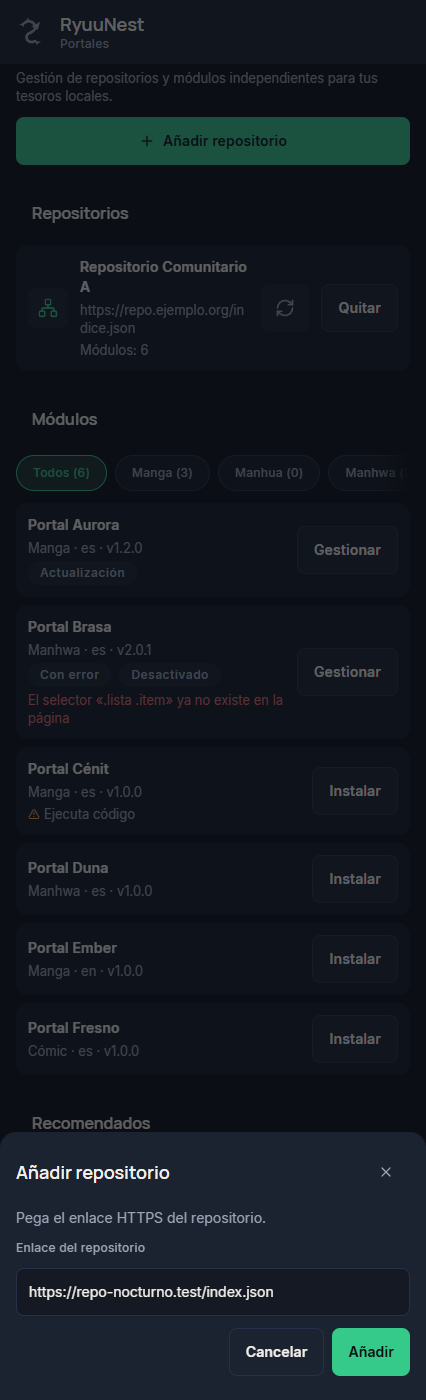 RyuuNest
Portales
Gestión de repositorios y módulos independientes para tus
tesoros locales.
Añadir repositorio
Repositorios
Repositorio Comunitario
A
https://repo.ejemplo.org/in
dice.json
Módulos: 6
Quitar
Módulos
Todos (6)
Manga (3)
Manhua (0)
Manhwa (
Portal Aurora
Manga · es · v1.2.0
Actualización
Gestionar
Portal Brasa
Manhwa · es · v2.0.1
Con error
Desactivado
El selector «.lista .item» ya no existe en la
página
Gestionar
Portal Cénit
Manga · es · v1.0.0
Ejecuta código
Instalar
Portal Duna
Manhwa · es · v1.0.0
Instalar
Portal Ember
Manga · en · v1.0.0
Instalar
Portal Fresno
Cómic · es · v1.0.0
Instalar
Recomendados
Añadir repositorio
Pega el enlace HTTPS del repositorio.
Enlace del repositorio
https://repo-nocturno.test/index.json
Cancelar
Añadir